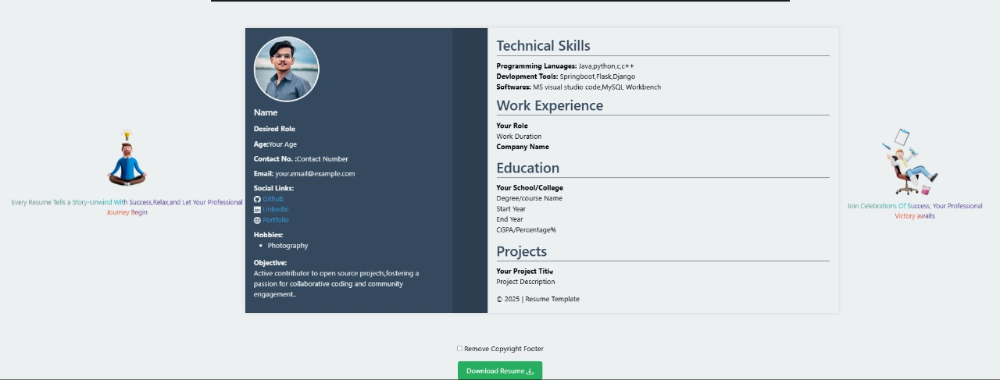 Every Resume Tells a Story-Unwind With Success,Relax,and Let Your Professional
Journey Begin
Name
Desired Role
Age:Your Age
Contact No. :Contact Number
Email: your.email@example.com
Social Links:
Github
LinkedIn
Portfolio
Hobbies:
Photography
Objective:
Active contributor to open source projects,fostering a
passion for collaborative coding and community
engagement..
Technical Skills
Programming Lanuages: Java,python,c,c++
Devlopment Tools: Springboot,Flask,Django
Softwares: MS visual studio code,MySQL Workbench
Work Experience
Your Role
Work Duration
Company Name
Education
Your School/College
Degree/course Name
Start Year
End Year
CGPA/Percentage%
Projects
Your Project Title
Project Description
© 2025 | Resume Template
Join Celebrations Of Success, Your Professional
Victory awaits
Remove Copyright Footer
Download Resume